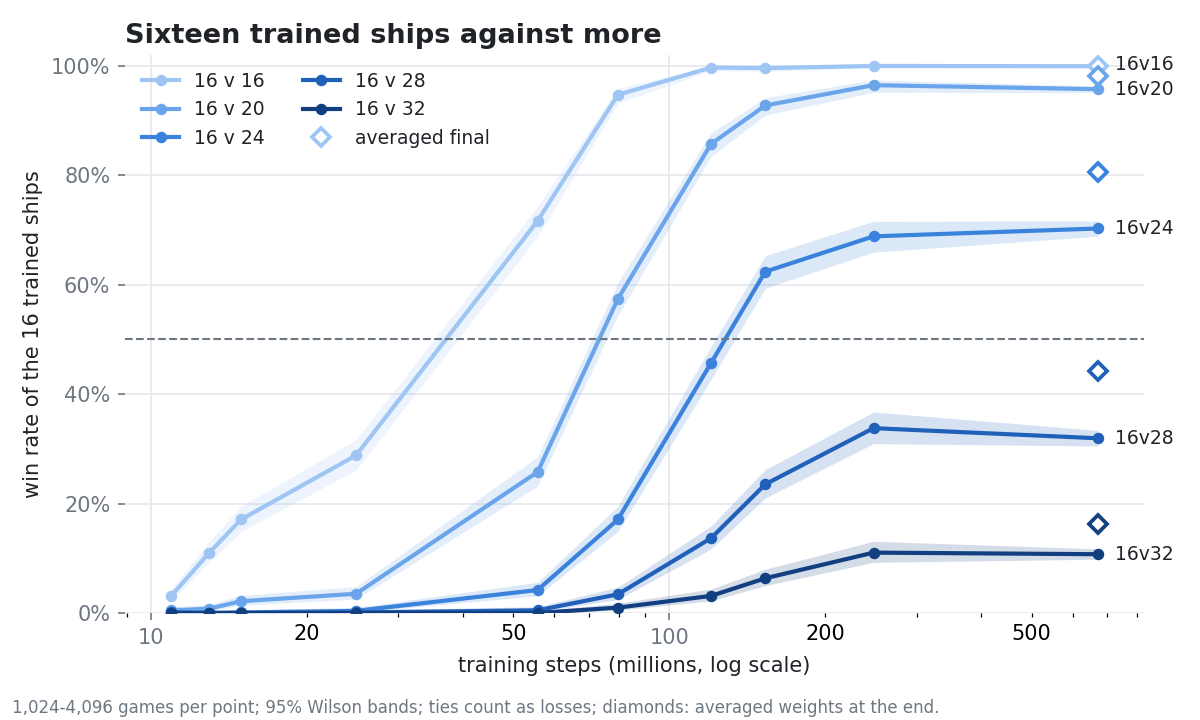 Sixteen trained ships against more
16 v 16
16 v 20
16 v 24
16 v 28
16 v 32
averaged final
win rate of the 16 trained ships
100%
80%
60%
40%
20%
0%
16v16
16v20
16v24
16v28
16v32
10
20
50
100
200
500
training steps (millions, log scale)
1,024-4,096 games per point; 95% Wilson bands; ties count as losses; diamonds: averaged weights at the end.